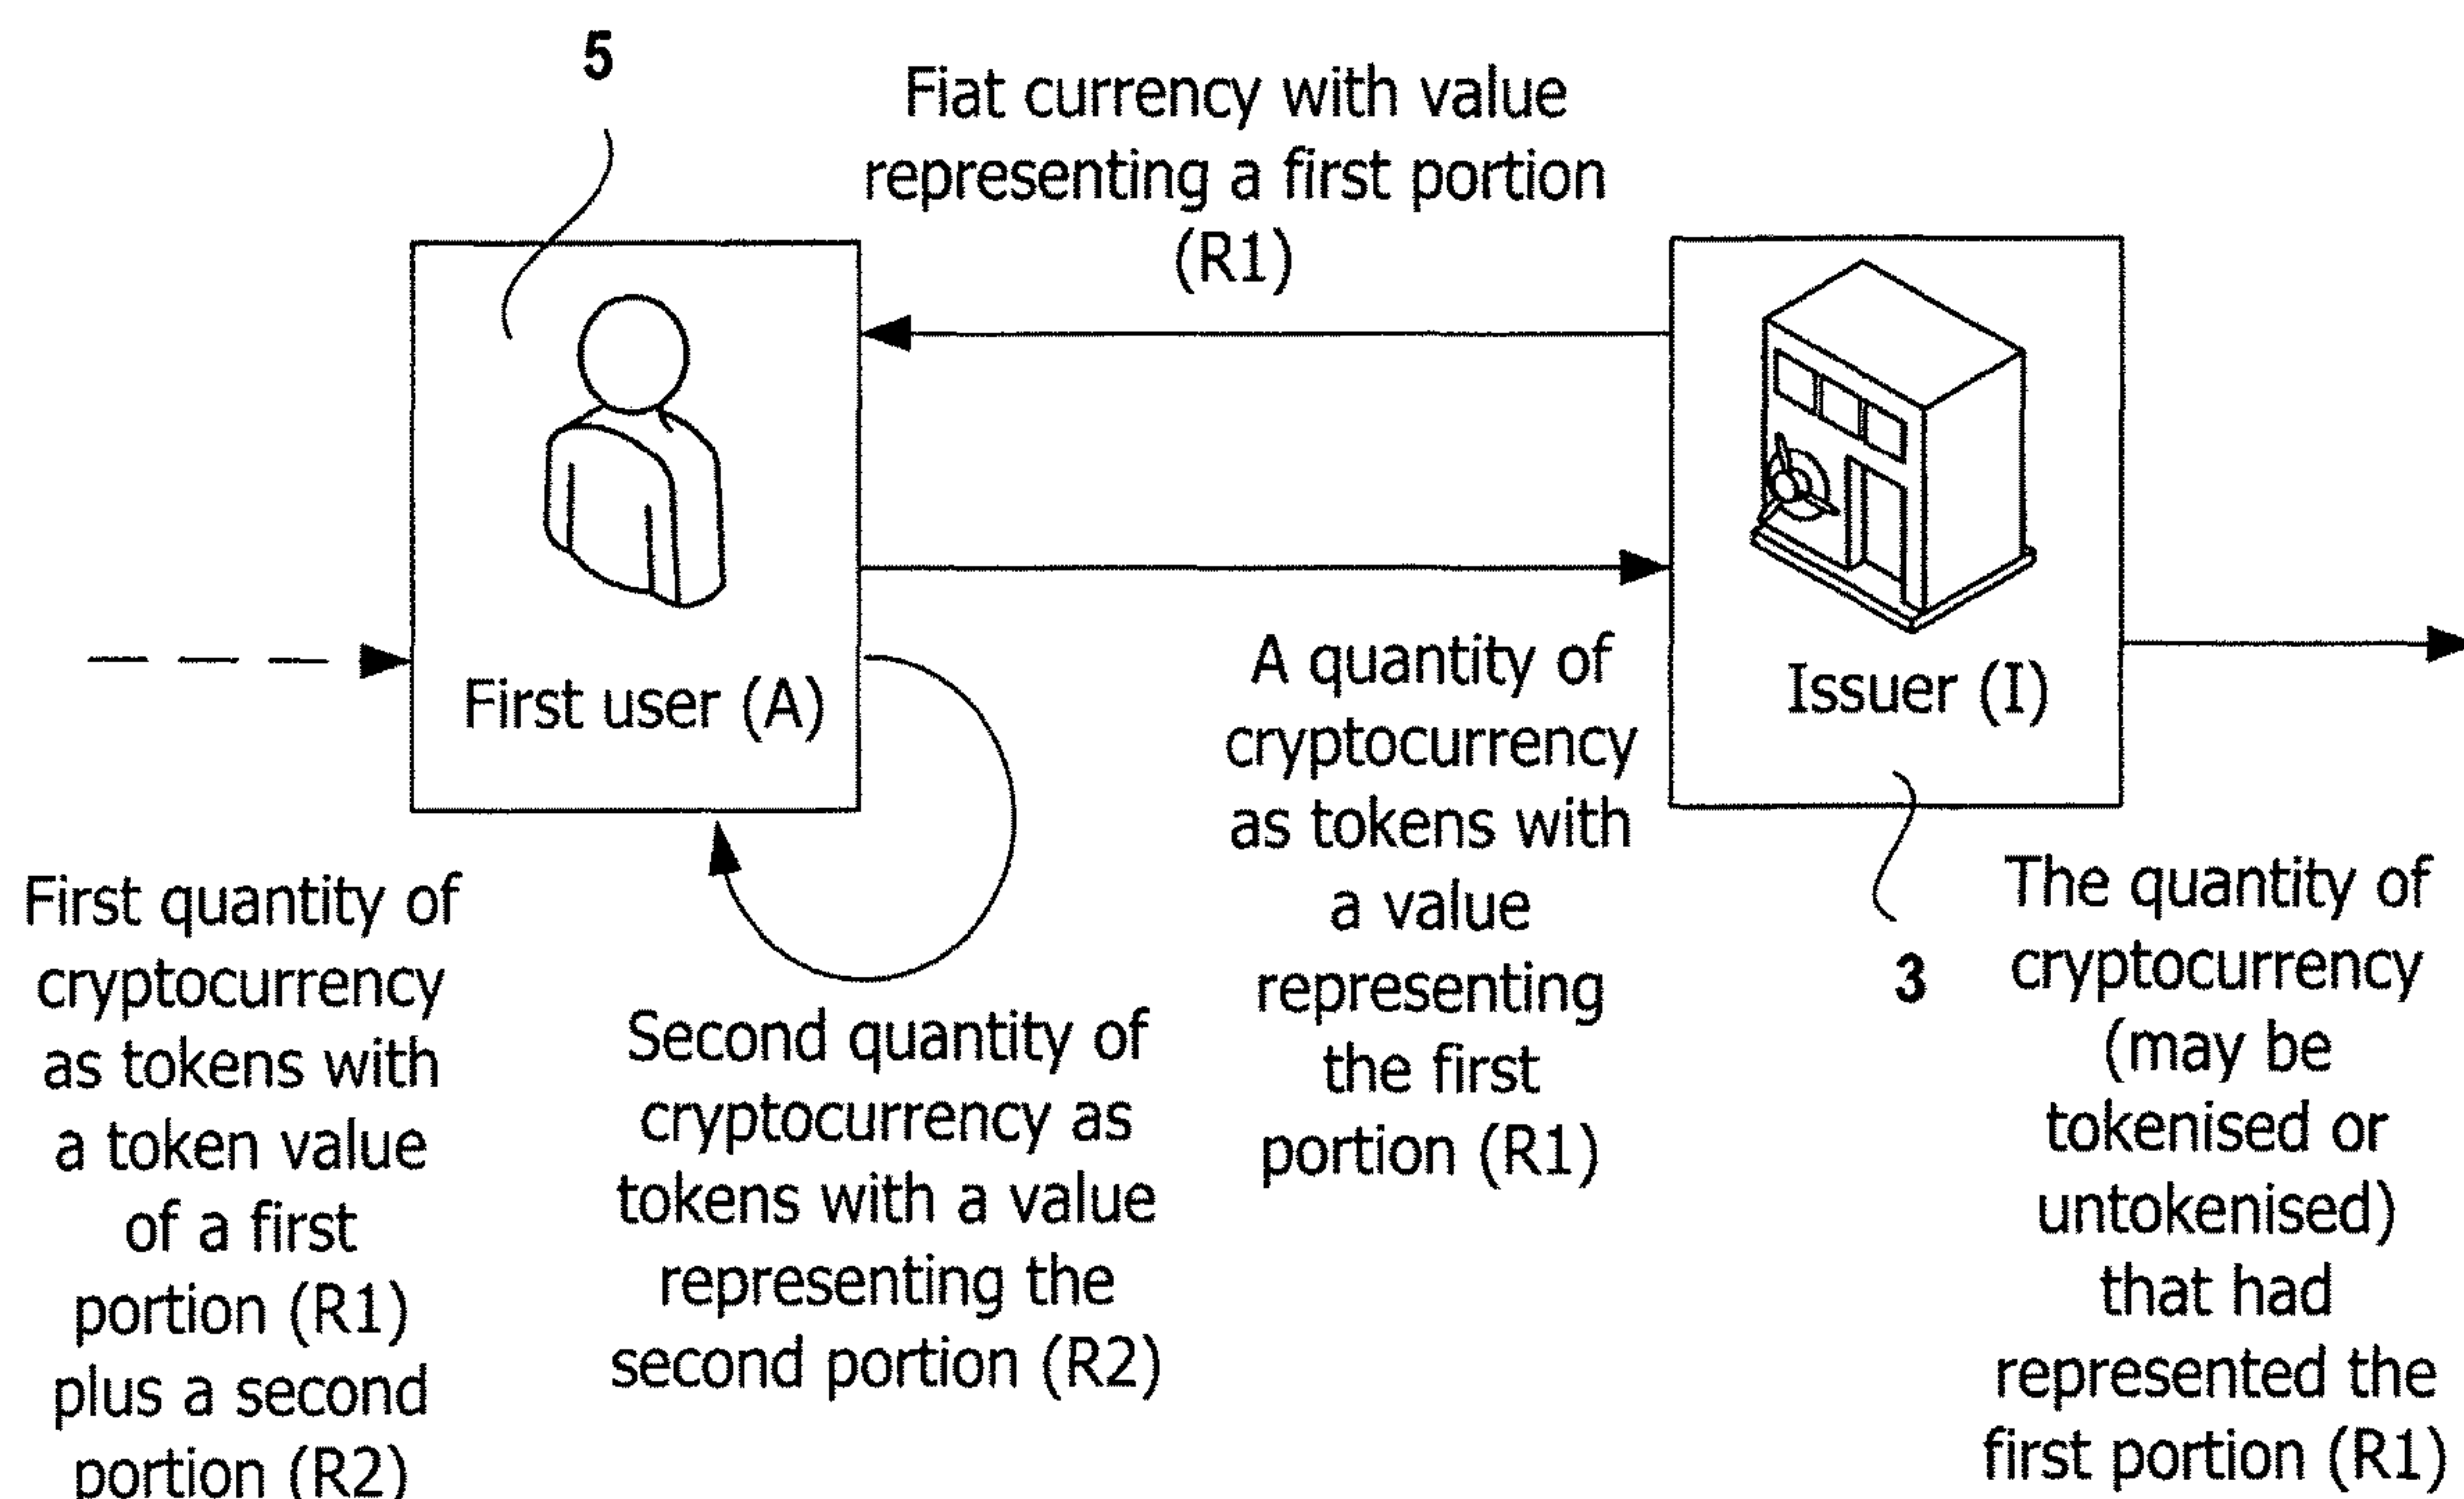 5
Fiat currency with value
representing a first portion
(R1)
First user (A)
Issuer (I)
3
First quantity of
cryptocurrency
as tokens with
a token value
of a first
portion (R1)
plus a second
portion (R2)
Second quantity of
cryptocurrency as
tokens with a value
representing the
second portion (R2)
A quantity of
cryptocurrency
as tokens with
a value
representing
the first
portion (R1)
The quantity of
cryptocurrency
(may be
tokenised or
untokenised)
that had
represented the
first portion (R1)